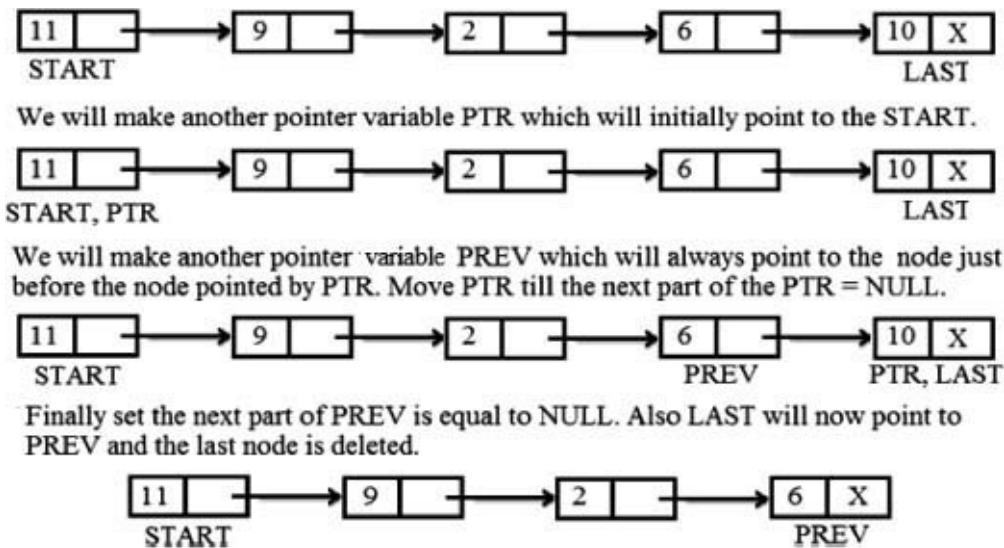 11 9 2 6 10 X
START LAST
We will make another pointer variable PTR which will initially point to the START.
11 9 2 6 10 X
START, PTR LAST
We will make another pointer variable PREV which will always point to the node just
before the node pointed by PTR. Move PTR till the next part of the PTR = NULL.
11 9 2 6 10 X
START PREV PTR, LAST
Finally set the next part of PREV is equal to NULL. Also LAST will now point to
PREV and the last node is deleted.
11 9 2 6 X
START PREV